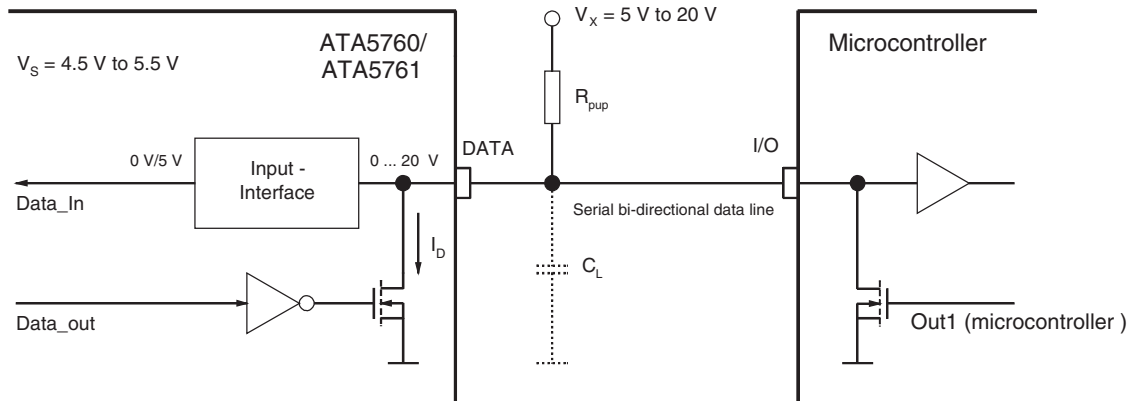 V_X = 5 V to 20 V
ATA5760/
ATA5761
Microcontroller
V_S = 4.5 V to 5.5 V
R_pup
0 V/5 V
Input -
Interface
0 ... 20 V
DATA
I/O
Data_In
Serial bi-directional data line
I_D
C_L
Data_out
Out1 (microcontroller )